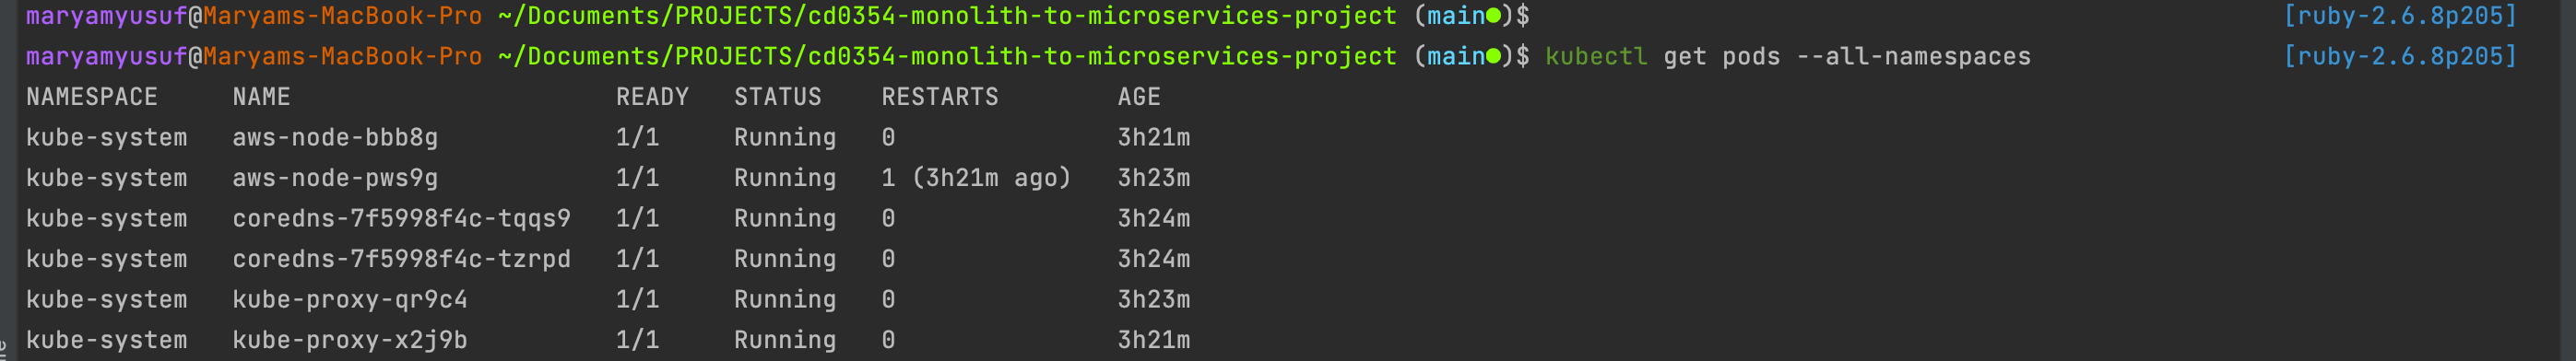 maryamyusuf@Maryams-MacBook-Pro ~/Documents/PROJECTS/cd0354-monolith-to-microservices-project (main●)$ [ruby-2.6.8p205]
maryamyusuf@Maryams-MacBook-Pro ~/Documents/PROJECTS/cd0354-monolith-to-microservices-project (main●)$ kubectl get pods --all-namespaces [ruby-2.6.8p205]
NAMESPACE NAME READY STATUS RESTARTS AGE
kube-system aws-node-bbb8g 1/1 Running 0 3h21m
kube-system aws-node-pws9g 1/1 Running 1 (3h21m ago) 3h23m
kube-system coredns-7f5998f4c-tqqs9 1/1 Running 0 3h24m
kube-system coredns-7f5998f4c-tzrpd 1/1 Running 0 3h24m
kube-system kube-proxy-qr9c4 1/1 Running 0 3h23m
kube-system kube-proxy-x2j9b 1/1 Running 0 3h21m